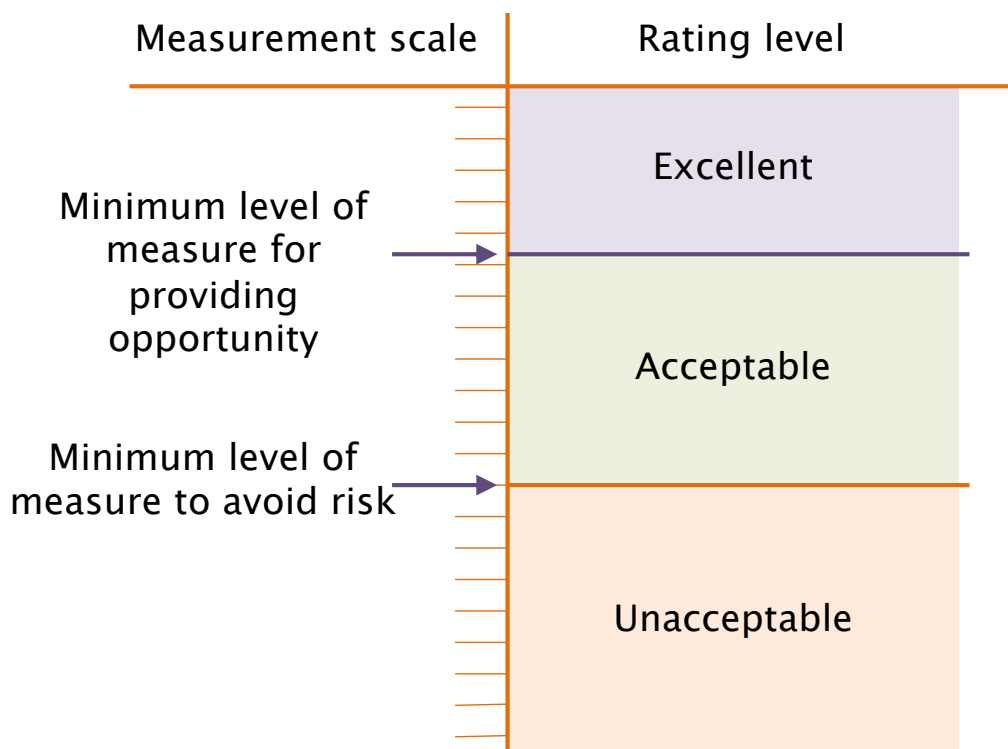 Measurement scale
Rating level
Excellent
Minimum level of
measure for
providing
opportunity
Acceptable
Minimum level of
measure to avoid risk
Unacceptable